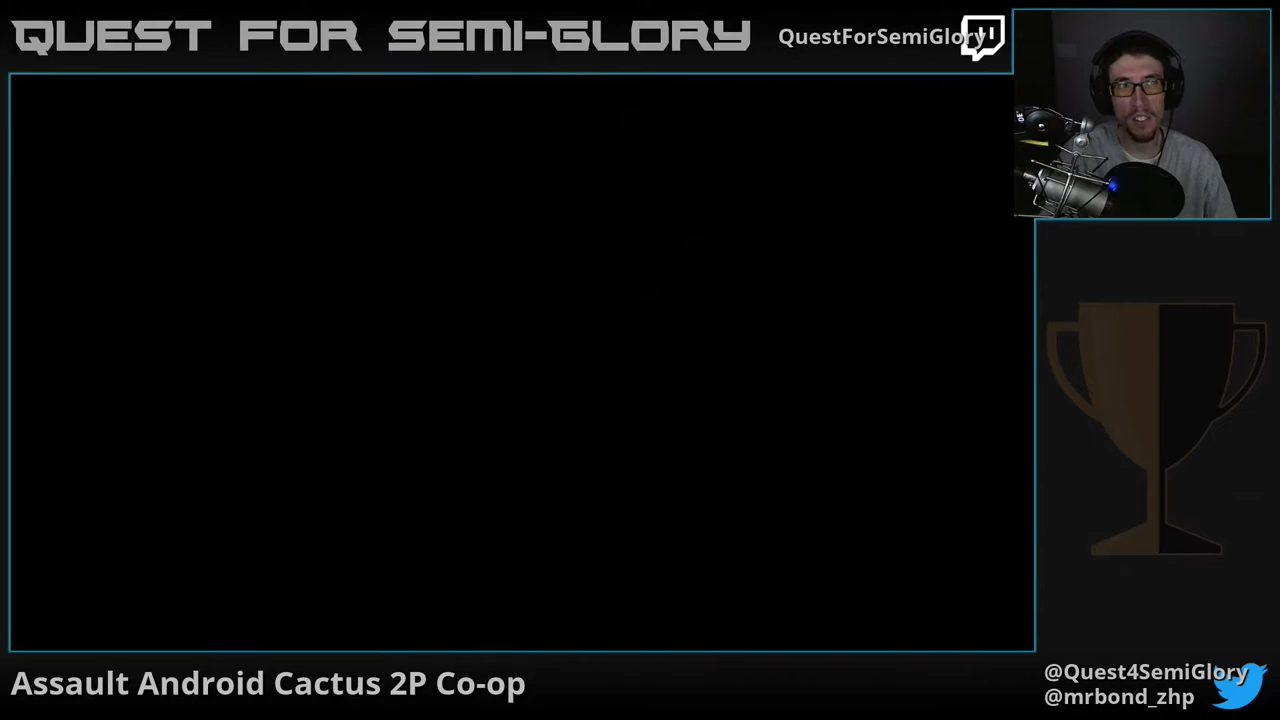 QUEST FOR SEMI-GLORY
QuestForSemiGlory
Assault Android Cactus 2P Co-op
@Quest4SemiGlory
@mrbond_zhp